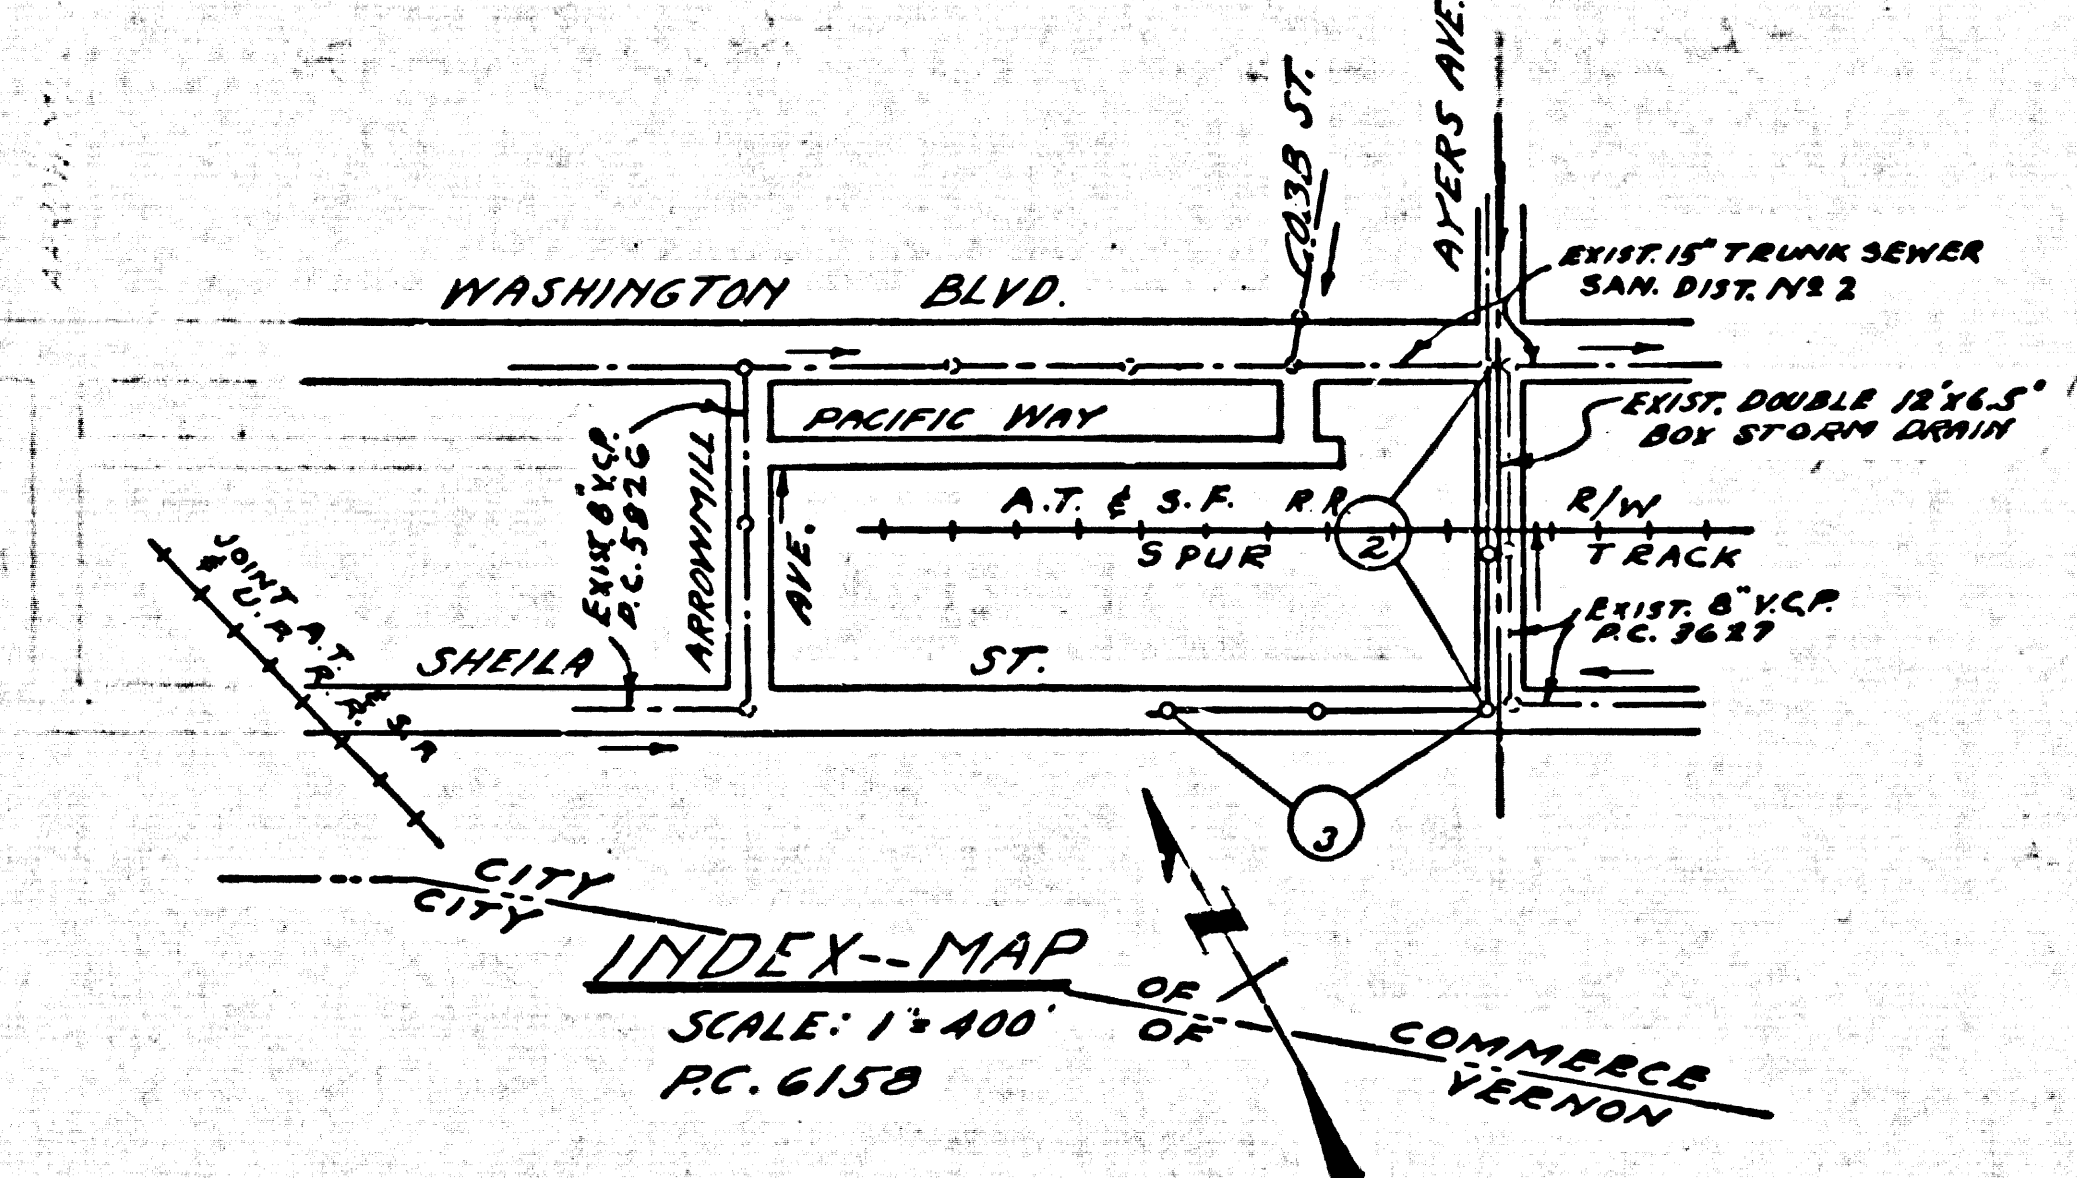 AYERS AVE.
COBB ST.
EXIST. 15" TRUNK SEWER
SAN. DIST. Nº 2
WASHINGTON BLVD.
EXIST. DOUBLE 12'X6.5'
BOX STORM DRAIN
PACIFIC WAY
EXIST. 8" V.C.P.
P.C. 5826
ARROWMILL AVE.
A.T. & S.F. R.R. R/W
SPUR TRACK
2
EXIST. 8" V.C.P.
P.C. 3627
JOINT A.T. & S.F.
& U.P. R.R.
SHEILA ST.
3
CITY OF COMMERCE
CITY OF VERNON
N
INDEX--MAP
SCALE: 1"=400'
P.C. 6158